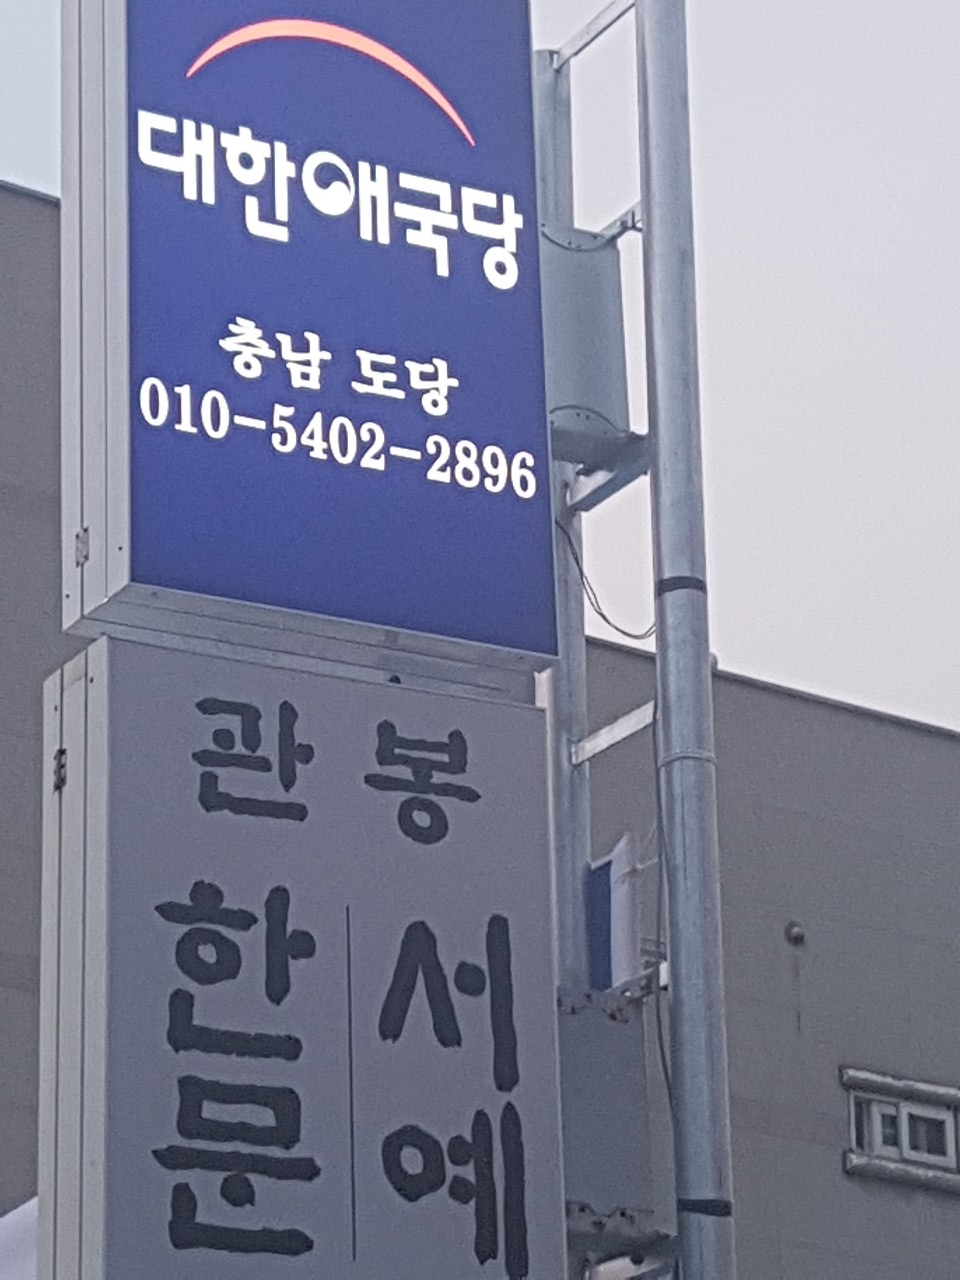 대한애국당
충남 도당
010-5402-2896
관봉
한문
서예